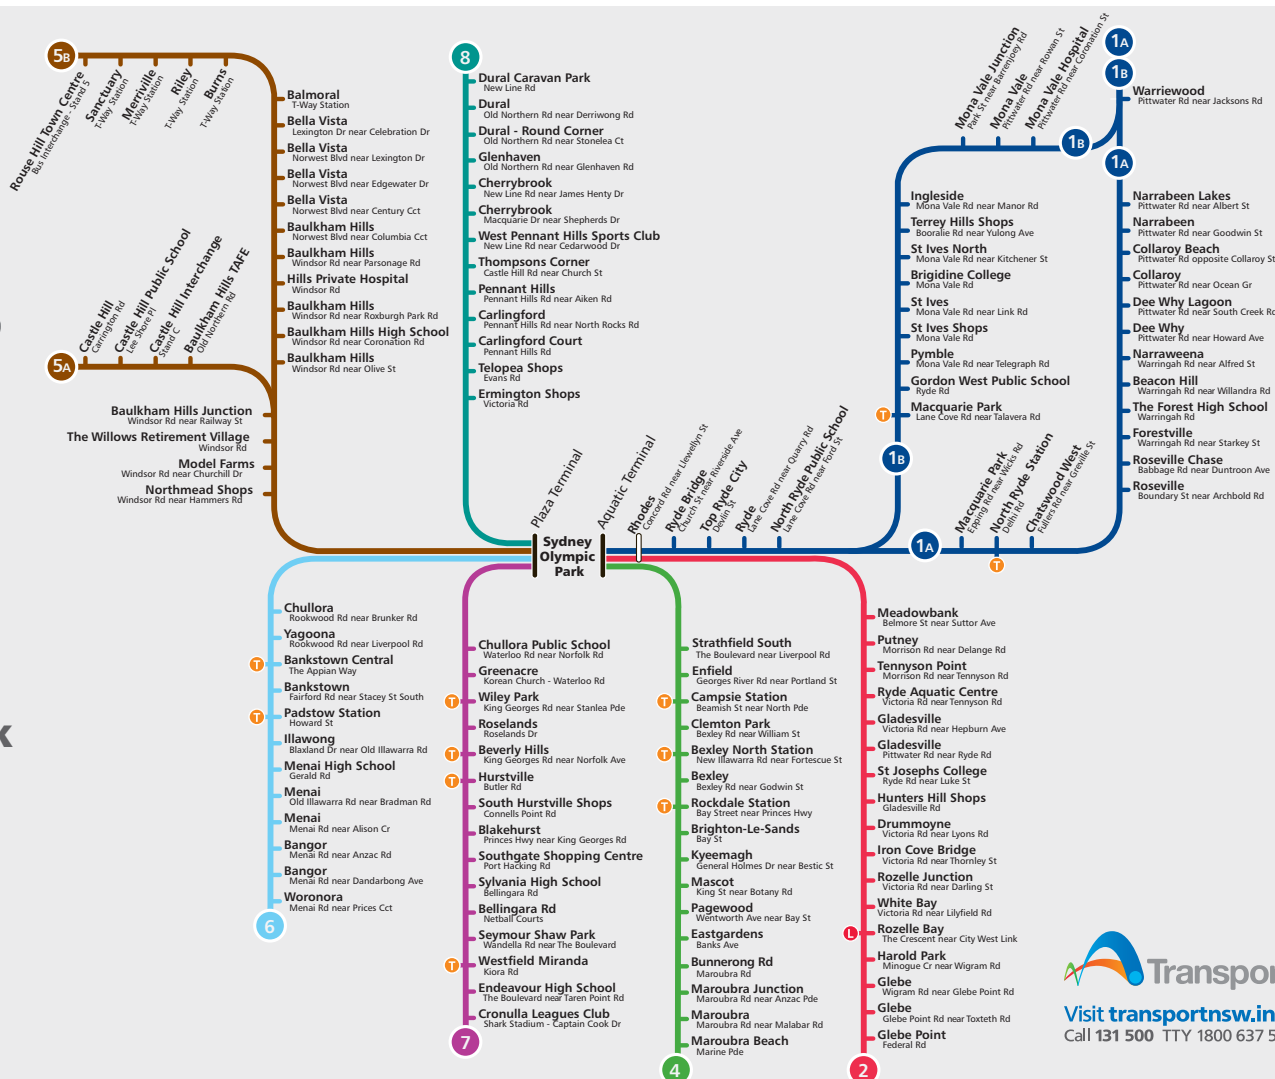 5B
Rouse Hill Town Centre
Bus Interchange - Stand 5
Sanctuary
T-Way Station
Merriville
T-Way Station
Riley
T-Way Station
Burns
T-Way Station
Balmoral
T-Way Station
Bella Vista
Lexington Dr near Celebration Dr
Bella Vista
Norwest Blvd near Lexington Dr
Bella Vista
Norwest Blvd near Edgewater Dr
Bella Vista
Norwest Blvd near Century Cct
Baulkham Hills
Norwest Blvd near Columbia Cct
Baulkham Hills
Windsor Rd near Parsonage Rd
Hills Private Hospital
Windsor Rd
Baulkham Hills
Windsor Rd near Roxburgh Park Rd
Baulkham Hills High School
Windsor Rd near Coronation Rd
Baulkham Hills
Windsor Rd near Olive St
5A
Castle Hill
Carrington Rd
Castle Hill Public School
Lee Shore Pl
Castle Hill Interchange
Stand C
Baulkham Hills TAFE
Old Northern Rd
Baulkham Hills Junction
Windsor Rd near Railway St
The Willows Retirement Village
Windsor Rd
Model Farms
Windsor Rd near Churchill Dr
Northmead Shops
Windsor Rd near Hammers Rd
8
Dural Caravan Park
New Line Rd
Dural
Old Northern Rd near Derriwong Rd
Dural - Round Corner
Old Northern Rd near Stonelea Ct
Glenhaven
Old Northern Rd near Glenhaven Rd
Cherrybrook
New Line Rd near James Henty Dr
Cherrybrook
Macquarie Dr near Shepherds Dr
West Pennant Hills Sports Club
New Line Rd near Cedarwood Dr
Thompsons Corner
Castle Hill Rd near Church St
Pennant Hills
Pennant Hills Rd near Aiken Rd
Carlingford
Pennant Hills Rd near North Rocks Rd
Carlingford Court
Pennant Hills Rd
Telopea Shops
Evans Rd
Ermington Shops
Victoria Rd
Plaza Terminal
Sydney
Olympic
Park
Aquatic Terminal
Rhodes
Concord Rd near Llewellyn St
Ryde Bridge
Church St near Riverside Ave
Top Ryde City
Devlin St
Ryde
Lane Cove Rd near Quarry Rd
North Ryde Public School
Lane Cove Rd near Ford St
1A
1B
Warriewood
Pittwater Rd near Jacksons Rd
Mona Vale Junction
Park St near Barrenjoey Rd
Mona Vale
Pittwater Rd near Rowan St
Mona Vale Hospital
Pittwater Rd near Coronation St
1B
1A
Ingleside
Mona Vale Rd near Manor Rd
Terrey Hills Shops
Booralie Rd near Yulong Ave
St Ives North
Mona Vale Rd near Kitchener St
Brigidine College
Mona Vale Rd
St Ives
Mona Vale Rd near Link Rd
St Ives Shops
Mona Vale Rd
Pymble
Mona Vale Rd near Telegraph Rd
Gordon West Public School
Ryde Rd
T
Macquarie Park
Lane Cove Rd near Talavera Rd
1B
Narrabeen Lakes
Pittwater Rd near Albert St
Narrabeen
Pittwater Rd near Goodwin St
Collaroy Beach
Pittwater Rd opposite Collaroy St
Collaroy
Pittwater Rd near Ocean Gr
Dee Why Lagoon
Pittwater Rd near South Creek Rd
Dee Why
Pittwater Rd near Howard Ave
Narraweena
Warringah Rd near Alfred St
Beacon Hill
Warringah Rd near Willandra Rd
The Forest High School
Warringah Rd
Forestville
Warringah Rd near Starkey St
Roseville Chase
Babbage Rd near Duntroon Ave
Roseville
Boundary St near Archbold Rd
1A
Macquarie Park
Epping Rd near Wicks Rd
North Ryde Station
Delhi Rd
T
Chatswood West
Fullers Rd near Greville St
Chullora
Rookwood Rd near Brunker Rd
Yagoona
Rookwood Rd near Liverpool Rd
T
Bankstown Central
The Appian Way
Bankstown
Fairford Rd near Stacey St South
T
Padstow Station
Howard St
Illawong
Blaxland Dr near Old Illawarra Rd
Menai High School
Gerald Rd
Menai
Old Illawarra Rd near Bradman Rd
Menai
Menai Rd near Alison Cr
Bangor
Menai Rd near Anzac Rd
Bangor
Menai Rd near Dandarbong Ave
Woronora
Menai Rd near Prices Cct
6
Chullora Public School
Waterloo Rd near Norfolk Rd
Greenacre
Korean Church - Waterloo Rd
T
Wiley Park
King Georges Rd near Stanlea Pde
Roselands
Roselands Dr
T
Beverly Hills
King Georges Rd near Norfolk Ave
T
Hurstville
Butler Rd
South Hurstville Shops
Connells Point Rd
Blakehurst
Princes Hwy near King Georges Rd
Southgate Shopping Centre
Port Hacking Rd
Sylvania High School
Bellingara Rd
Bellingara Rd
Netball Courts
Seymour Shaw Park
Wandella Rd near The Boulevard
T
Westfield Miranda
Kiora Rd
Endeavour High School
The Boulevard near Taren Point Rd
Cronulla Leagues Club
Shark Stadium - Captain Cook Dr
7
Strathfield South
The Boulevard near Liverpool Rd
Enfield
Georges River Rd near Portland St
T
Campsie Station
Beamish St near North Pde
Clemton Park
Bexley Rd near William St
T
Bexley North Station
New Illawarra Rd near Fortescue St
Bexley
Bexley Rd near Godwin St
T
Rockdale Station
Bay Street near Princes Hwy
Brighton-Le-Sands
Bay St
Kyeemagh
General Holmes Dr near Bestic St
Mascot
King St near Botany Rd
Pagewood
Wentworth Ave near Bay St
Eastgardens
Banks Ave
Bunnerong Rd
Maroubra Rd
Maroubra Junction
Maroubra Rd near Anzac Pde
Maroubra
Maroubra Rd near Malabar Rd
Maroubra Beach
Marine Pde
4
Meadowbank
Belmore St near Suttor Ave
Putney
Morrison Rd near Delange Rd
Tennyson Point
Morrison Rd near Tennyson Rd
Ryde Aquatic Centre
Victoria Rd near Tennyson Rd
Gladesville
Victoria Rd near Hepburn Ave
Gladesville
Pittwater Rd near Ryde Rd
St Josephs College
Ryde Rd near Luke St
Hunters Hill Shops
Gladesville Rd
Drummoyne
Victoria Rd near Lyons Rd
Iron Cove Bridge
Victoria Rd near Thornley St
Rozelle Junction
Victoria Rd near Darling St
White Bay
Victoria Rd near Lilyfield Rd
L
Rozelle Bay
The Crescent near City West Link
Harold Park
Minogue Cr near Wigram Rd
Glebe
Wigram Rd near Glebe Point Rd
Glebe
Glebe Point Rd near Toxteth Rd
Glebe Point
Federal Rd
2
Transpor
Visit transportnsw.in
Call 131 500 TTY 1800 637 5